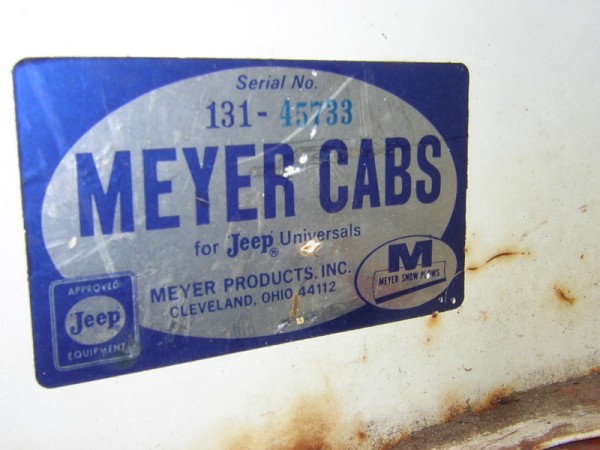 Serial No.
131- 45733
MEYER CABS
for Jeep® Universals
MEYER PRODUCTS, INC.
CLEVELAND, OHIO 44112
APPROVED
Jeep
EQUIPMENT
M
MEYER SNOW PLOWS